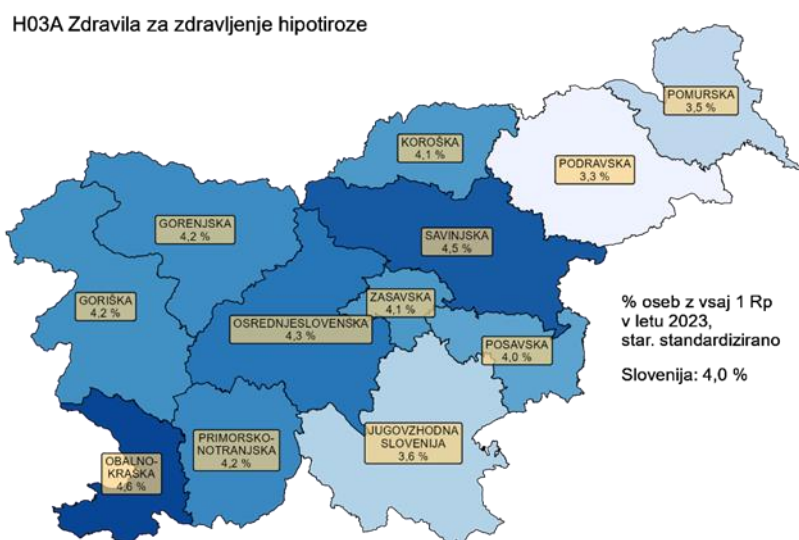 H03A Zdravila za zdravljenje hipotiroze
POMURSKA
3,5 %
KOROŠKA
4,1 %
PODRAVSKA
3,3 %
GORENJSKA
4,2 %
SAVINJSKA
4,5 %
GORIŠKA
4,2 %
ZASAVSKA
4,1 %
OSREDNJESLOVENSKA
4,3 %
POSAVSKA
4,0 %
% oseb z vsaj 1 Rp
v letu 2023,
star. standardizirano
Slovenija: 4,0 %
JUGOVZHODNA
SLOVENIJA
3,6 %
PRIMORSKO-
NOTRANJSKA
4,2 %
OBALNO-
KRAŠKA
4,6 %